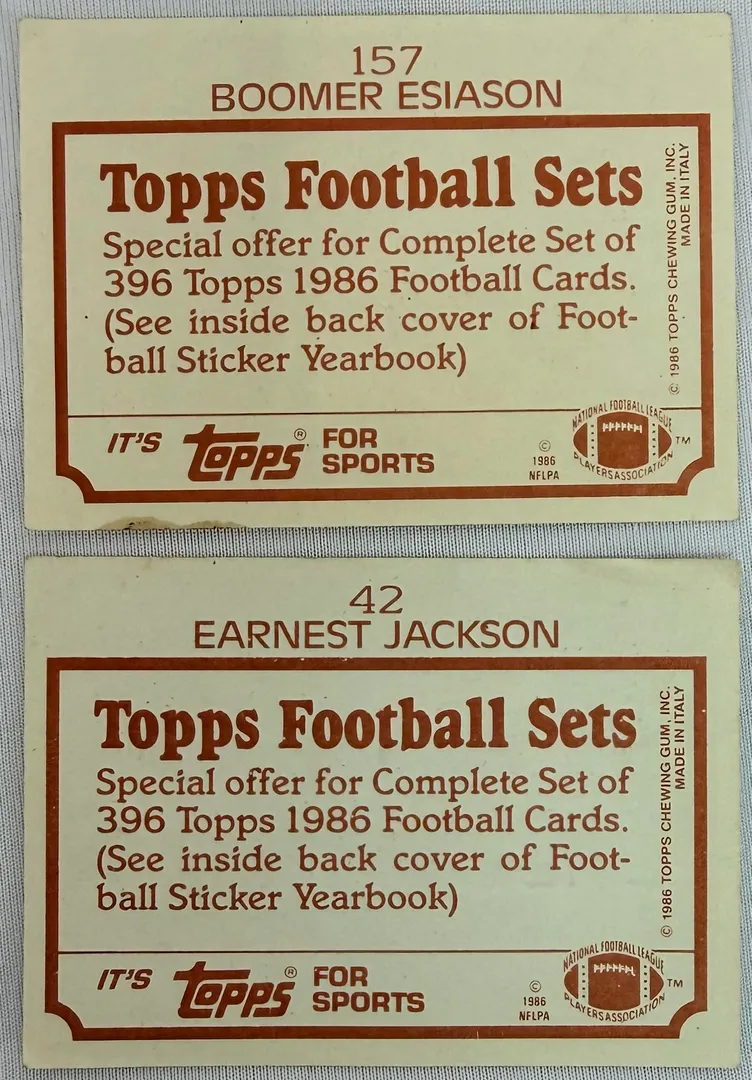 157
BOOMER ESIASON
Topps Football Sets
Special offer for Complete Set of
396 Topps 1986 Football Cards.
(See inside back cover of Foot-
ball Sticker Yearbook)
© 1986 TOPPS CHEWING GUM, INC.
MADE IN ITALY
IT'S TOPPS® FOR
SPORTS
©
1986
NFLPA
NATIONAL FOOTBALL LEAGUE
PLAYERS ASSOCIATION
TM
42
EARNEST JACKSON
Topps Football Sets
Special offer for Complete Set of
396 Topps 1986 Football Cards.
(See inside back cover of Foot-
ball Sticker Yearbook)
© 1986 TOPPS CHEWING GUM, INC.
MADE IN ITALY
IT'S TOPPS® FOR
SPORTS
©
1986
NFLPA
NATIONAL FOOTBALL LEAGUE
PLAYERS ASSOCIATION
TM